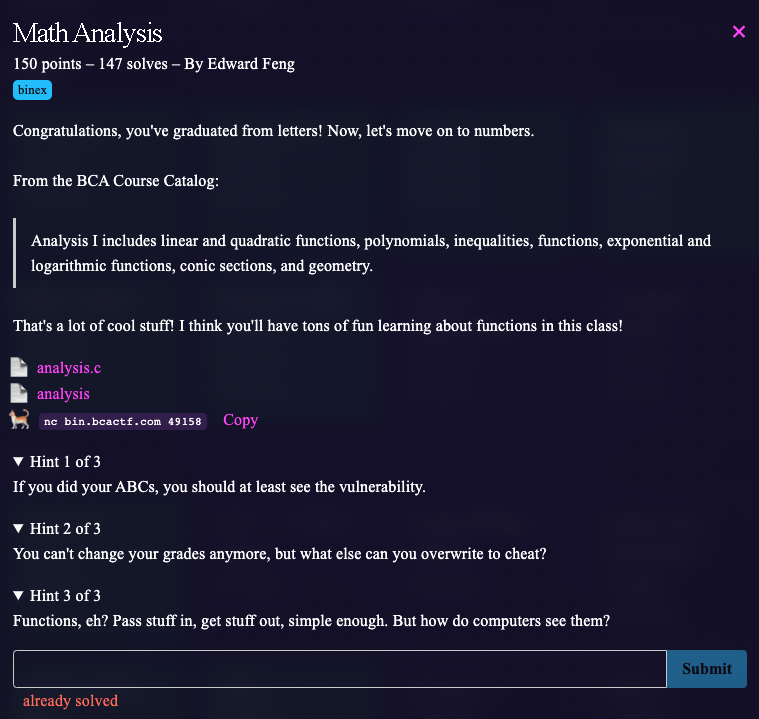 Math Analysis
×
150 points – 147 solves – By Edward Feng
binex
Congratulations, you've graduated from letters! Now, let's move on to numbers.
From the BCA Course Catalog:
Analysis I includes linear and quadratic functions, polynomials, inequalities, functions, exponential and
logarithmic functions, conic sections, and geometry.
That's a lot of cool stuff! I think you'll have tons of fun learning about functions in this class!
analysis.c
analysis
nc bin.bcactf.com 49158 Copy
▼ Hint 1 of 3
If you did your ABCs, you should at least see the vulnerability.
▼ Hint 2 of 3
You can't change your grades anymore, but what else can you overwrite to cheat?
▼ Hint 3 of 3
Functions, eh? Pass stuff in, get stuff out, simple enough. But how do computers see them?
Submit
already solved